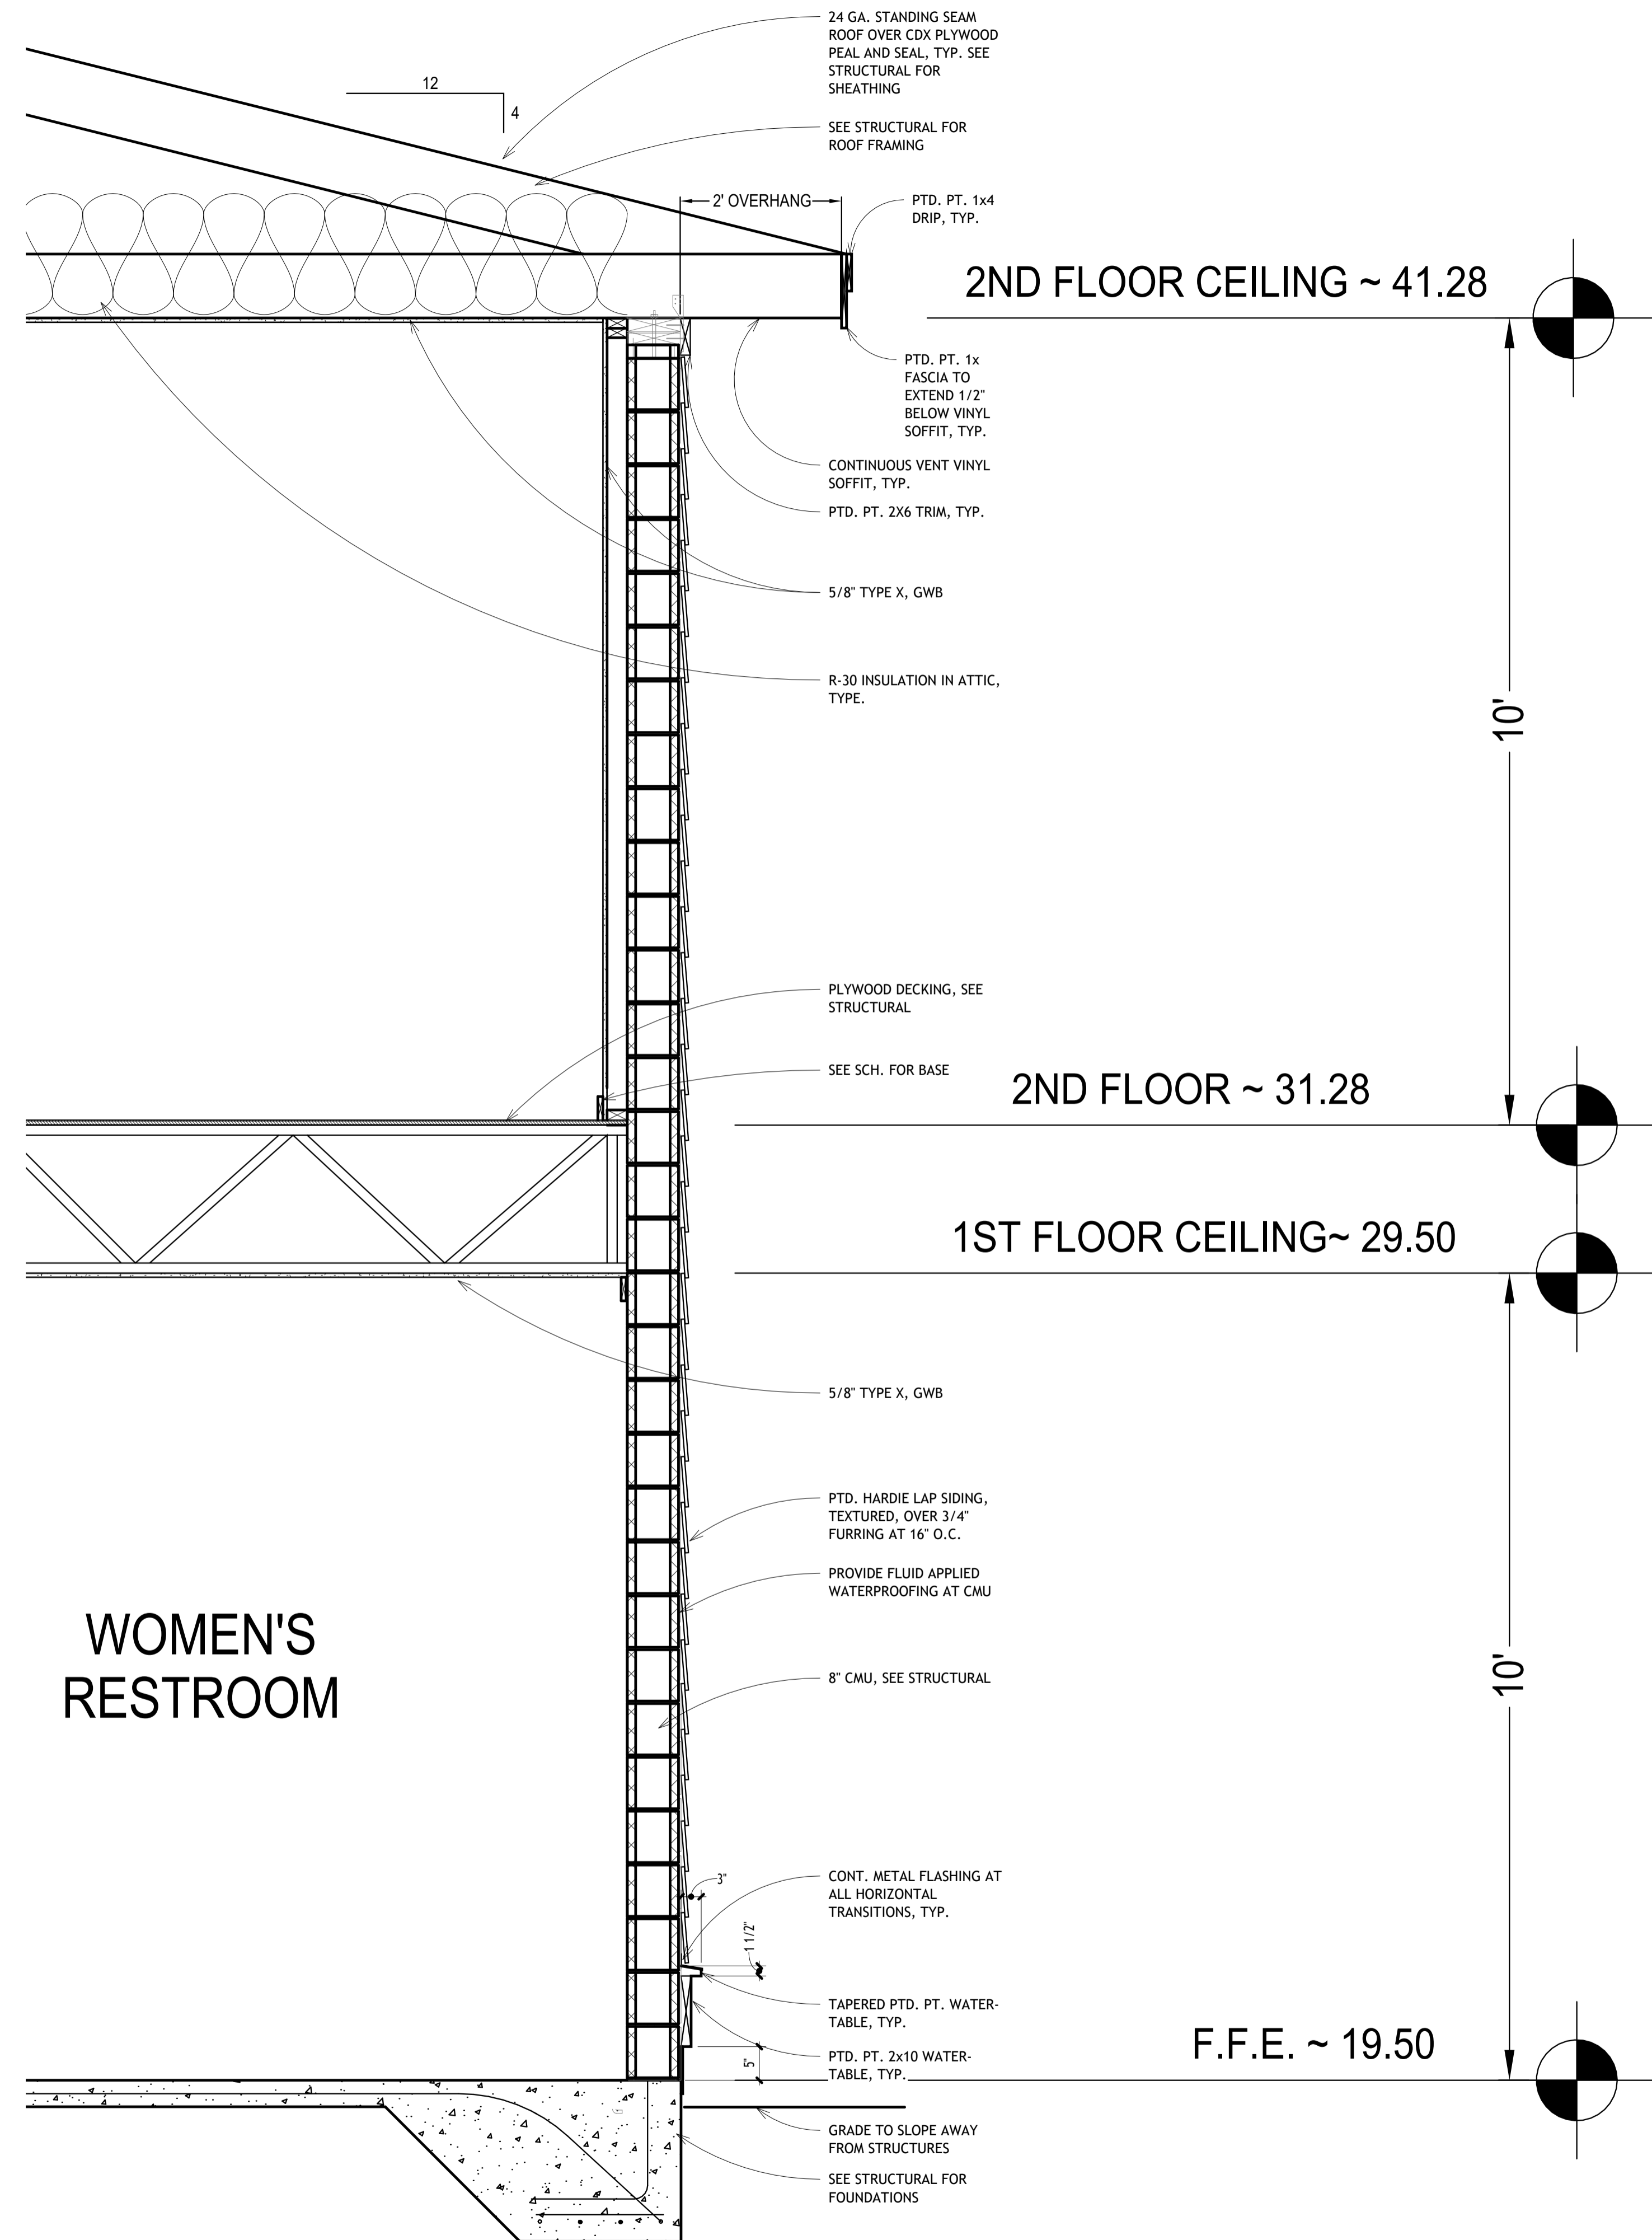 24 GA. STANDING SEAM
ROOF OVER CDX PLYWOOD
PEAL AND SEAL, TYP. SEE
STRUCTURAL FOR
SHEATHING
12
4
SEE STRUCTURAL FOR
ROOF FRAMING
2' OVERHANG
PTD. PT. 1x4
DRIP, TYP.
2ND FLOOR CEILING ~ 41.28
PTD. PT. 1x
FASCIA TO
EXTEND 1/2"
BELOW VINYL
SOFFIT, TYP.
CONTINUOUS VENT VINYL
SOFFIT, TYP.
PTD. PT. 2X6 TRIM, TYP.
5/8" TYPE X, GWB
R-30 INSULATION IN ATTIC,
TYPE.
10'
PLYWOOD DECKING, SEE
STRUCTURAL
SEE SCH. FOR BASE
2ND FLOOR ~ 31.28
1ST FLOOR CEILING~ 29.50
5/8" TYPE X, GWB
PTD. HARDIE LAP SIDING,
TEXTURED, OVER 3/4"
FURRING AT 16" O.C.
PROVIDE FLUID APPLIED
WATERPROOFING AT CMU
WOMEN'S
RESTROOM
8" CMU, SEE STRUCTURAL
10'
3"
CONT. METAL FLASHING AT
ALL HORIZONTAL
TRANSITIONS, TYP.
1 1/2"
TAPERED PTD. PT. WATER-
TABLE, TYP.
F.F.E. ~ 19.50
PTD. PT. 2x10 WATER-
TABLE, TYP.
5"
GRADE TO SLOPE AWAY
FROM STRUCTURES
SEE STRUCTURAL FOR
FOUNDATIONS